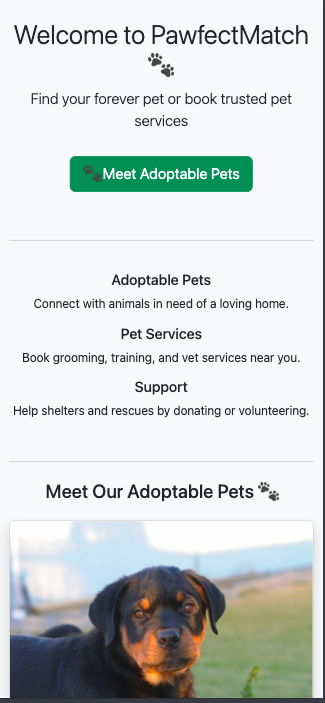 Welcome to PawfectMatch
🐾
Find your forever pet or book trusted pet
services
🐾Meet Adoptable Pets
Adoptable Pets
Connect with animals in need of a loving home.
Pet Services
Book grooming, training, and vet services near you.
Support
Help shelters and rescues by donating or volunteering.
Meet Our Adoptable Pets 🐾